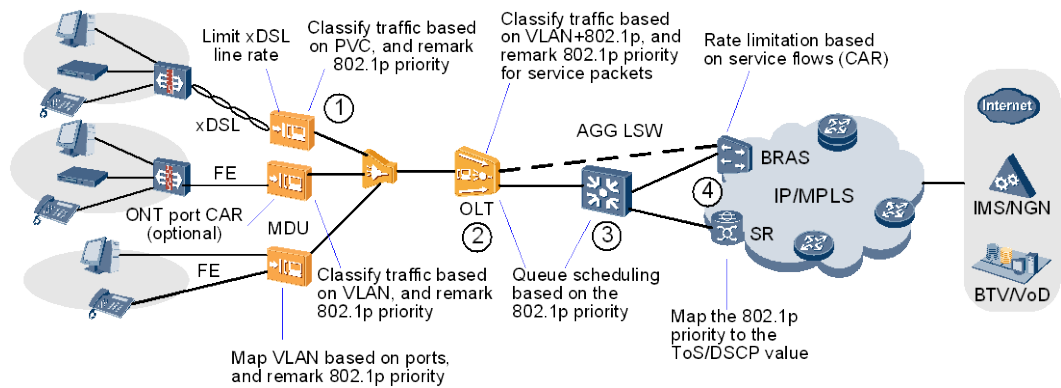 Limit xDSL
line rate
Classify traffic based
on PVC, and remark
802.1p priority
Classify traffic based
on VLAN+802.1p, and
remark 802.1p priority
for service packets
Rate limitation based
on service flows (CAR)
1
xDSL
AGG LSW
Internet
BRAS
FE
4
IP/MPLS
IMS/NGN
ONT port CAR
(optional)
MDU
OLT
2
3
SR
FE
Classify traffic based
on VLAN, and remark
802.1p priority
Queue scheduling
based on the
802.1p priority
BTV/VoD
Map the 802.1p
priority to the
ToS/DSCP value
Map VLAN based on ports,
and remark 802.1p priority